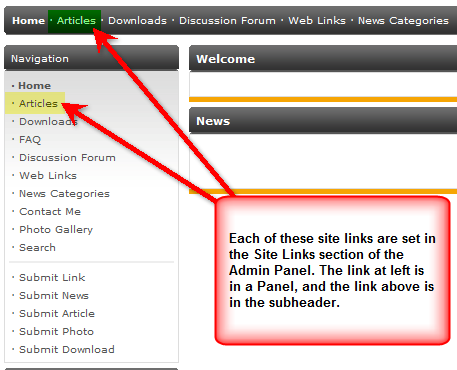 Home · Articles · Downloads · Discussion Forum · Web Links · News Categories
Navigation
· Home
· Articles
· Downloads
· FAQ
· Discussion Forum
· Web Links
· News Categories
· Contact Me
· Photo Gallery
· Search
· Submit Link
· Submit News
· Submit Article
· Submit Photo
· Submit Download
Welcome
News
Each of these site links are set in
the Site Links section of the
Admin Panel. The link at left is
in a Panel, and the link above is
in the subheader.